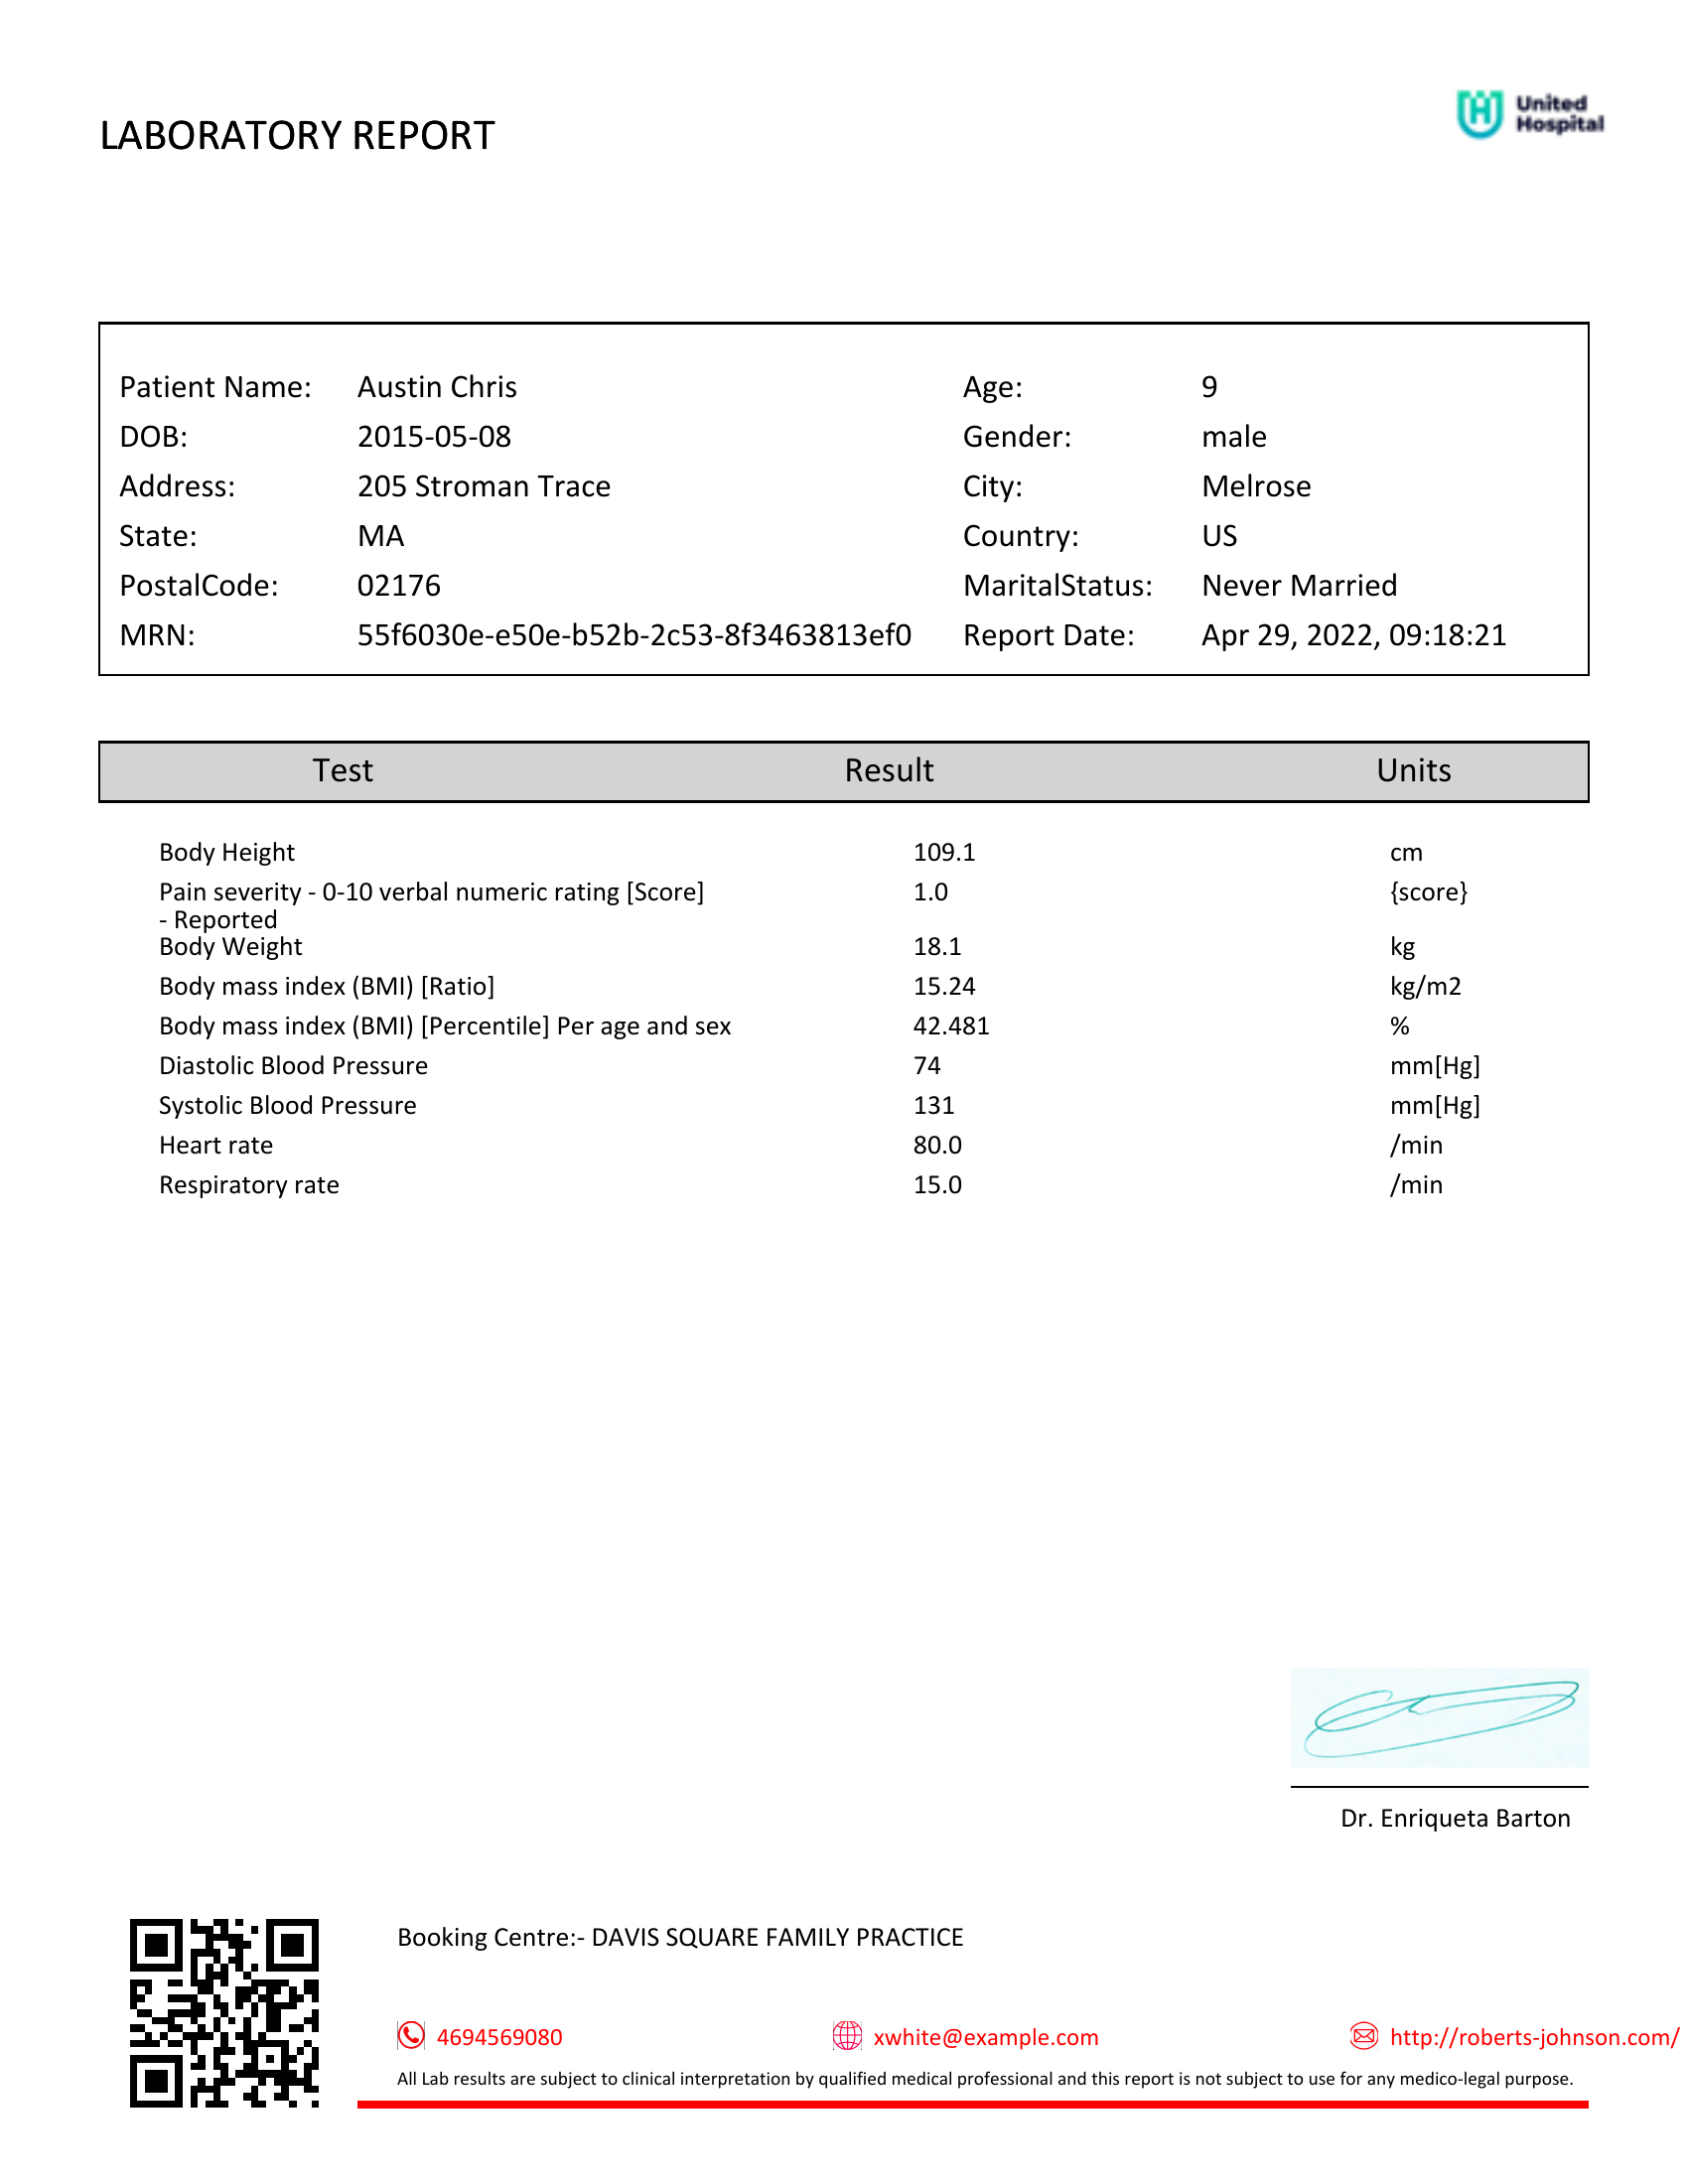 LABORATORY REPORT
United
Hospital
Patient Name: Austin Chris Age: 9
DOB: 2015-05-08 Gender: male
Address: 205 Stroman Trace City: Melrose
State: MA Country: US
PostalCode: 02176 MaritalStatus: Never Married
MRN: 55f6030e-e50e-b52b-2c53-8f3463813ef0 Report Date: Apr 29, 2022, 09:18:21
Test Result Units
Body Height 109.1 cm
Pain severity - 0-10 verbal numeric rating [Score] 1.0 {score}
- Reported
Body Weight 18.1 kg
Body mass index (BMI) [Ratio] 15.24 kg/m2
Body mass index (BMI) [Percentile] Per age and sex 42.481 %
Diastolic Blood Pressure 74 mm[Hg]
Systolic Blood Pressure 131 mm[Hg]
Heart rate 80.0 /min
Respiratory rate 15.0 /min
Dr. Enriqueta Barton
Booking Centre:- DAVIS SQUARE FAMILY PRACTICE
4694569080 xwhite@example.com http://roberts-johnson.com/
All Lab results are subject to clinical interpretation by qualified medical professional and this report is not subject to use for any medico-legal purpose.